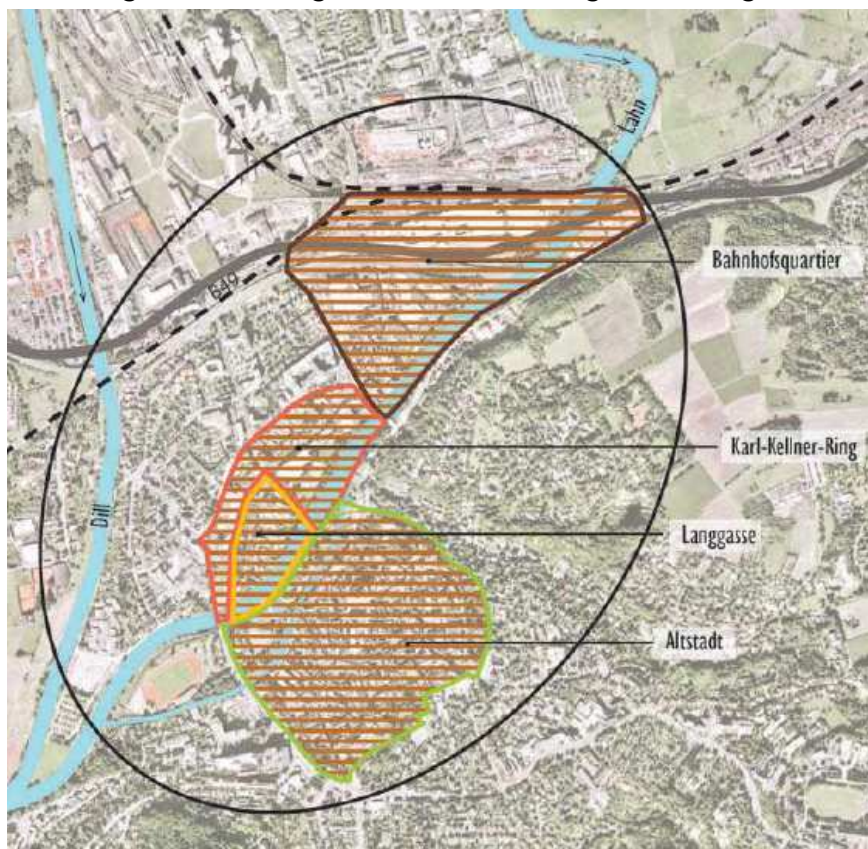 Lahn
Bahnhofsquartier
B49
Karl-Kellner-Ring
Dill
Langgasse
Altstadt